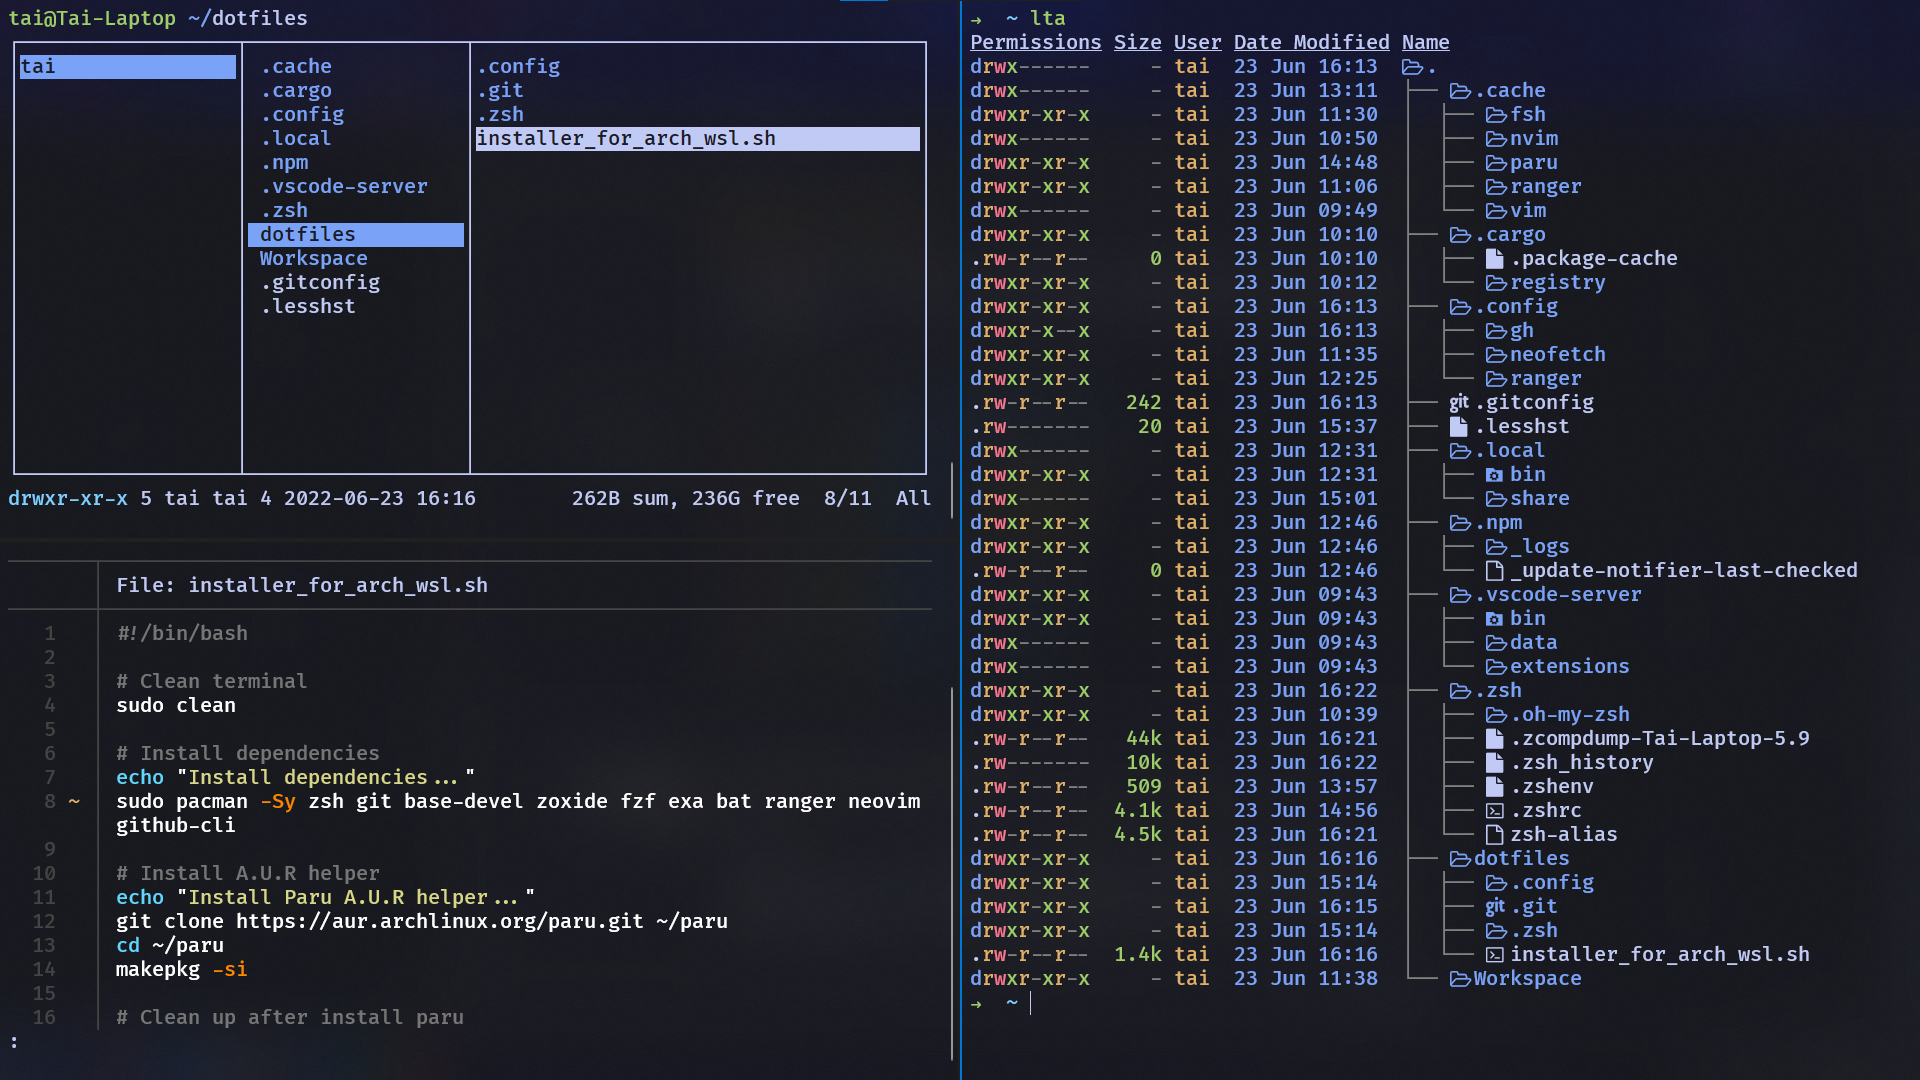 tai@Tai-Laptop ~/dotfiles
tai
.cache
.cargo
.config
.local
.npm
.vscode-server
.zsh
dotfiles
Workspace
.gitconfig
.lesshst
.config
.git
.zsh
installer_for_arch_wsl.sh
drwxr-xr-x 5 tai tai 4 2022-06-23 16:16 262B sum, 236G free 8/11 All
File: installer_for_arch_wsl.sh
1 #!/bin/bash
2
3 # Clean terminal
4 sudo clean
5
6 # Install dependencies
7 echo "Install dependencies..."
8 ~ sudo pacman -Sy zsh git base-devel zoxide fzf exa bat ranger neovim
github-cli
9
10 # Install A.U.R helper
11 echo "Install Paru A.U.R helper..."
12 git clone https://aur.archlinux.org/paru.git ~/paru
13 cd ~/paru
14 makepkg -si
15
16 # Clean up after install paru
:
→ ~ lta
Permissions Size User Date Modified Name
drwx------ - tai 23 Jun 16:13 .
drwx------ - tai 23 Jun 13:11 .cache
drwxr-xr-x - tai 23 Jun 11:30 fsh
drwx------ - tai 23 Jun 10:50 nvim
drwxr-xr-x - tai 23 Jun 14:48 paru
drwxr-xr-x - tai 23 Jun 11:06 ranger
drwx------ - tai 23 Jun 09:49 vim
drwxr-xr-x - tai 23 Jun 10:10 .cargo
.rw-r--r-- 0 tai 23 Jun 10:10 .package-cache
drwxr-xr-x - tai 23 Jun 10:12 registry
drwxr-xr-x - tai 23 Jun 16:13 .config
drwxr-x--x - tai 23 Jun 16:13 gh
drwxr-xr-x - tai 23 Jun 11:35 neofetch
drwxr-xr-x - tai 23 Jun 12:25 ranger
.rw-r--r-- 242 tai 23 Jun 16:13 git .gitconfig
.rw------- 20 tai 23 Jun 15:37 .lesshst
drwx------ - tai 23 Jun 12:31 .local
drwxr-xr-x - tai 23 Jun 12:31 bin
drwx------ - tai 23 Jun 15:01 share
drwxr-xr-x - tai 23 Jun 12:46 .npm
drwxr-xr-x - tai 23 Jun 12:46 _logs
.rw-r--r-- 0 tai 23 Jun 12:46 _update-notifier-last-checked
drwxr-xr-x - tai 23 Jun 09:43 .vscode-server
drwxr-xr-x - tai 23 Jun 09:43 bin
drwx------ - tai 23 Jun 09:43 data
drwx------ - tai 23 Jun 09:43 extensions
drwxr-xr-x - tai 23 Jun 16:22 .zsh
drwxr-xr-x - tai 23 Jun 10:39 .oh-my-zsh
.rw-r--r-- 44k tai 23 Jun 16:21 .zcompdump-Tai-Laptop-5.9
.rw------- 10k tai 23 Jun 16:22 .zsh_history
.rw-r--r-- 509 tai 23 Jun 13:57 .zshenv
.rw-r--r-- 4.1k tai 23 Jun 14:56 .zshrc
.rw-r--r-- 4.5k tai 23 Jun 16:21 zsh-alias
drwxr-xr-x - tai 23 Jun 16:16 dotfiles
drwxr-xr-x - tai 23 Jun 15:14 .config
drwxr-xr-x - tai 23 Jun 16:15 git .git
drwxr-xr-x - tai 23 Jun 15:14 .zsh
.rw-r--r-- 1.4k tai 23 Jun 16:16 installer_for_arch_wsl.sh
drwxr-xr-x - tai 23 Jun 11:38 Workspace
→ ~